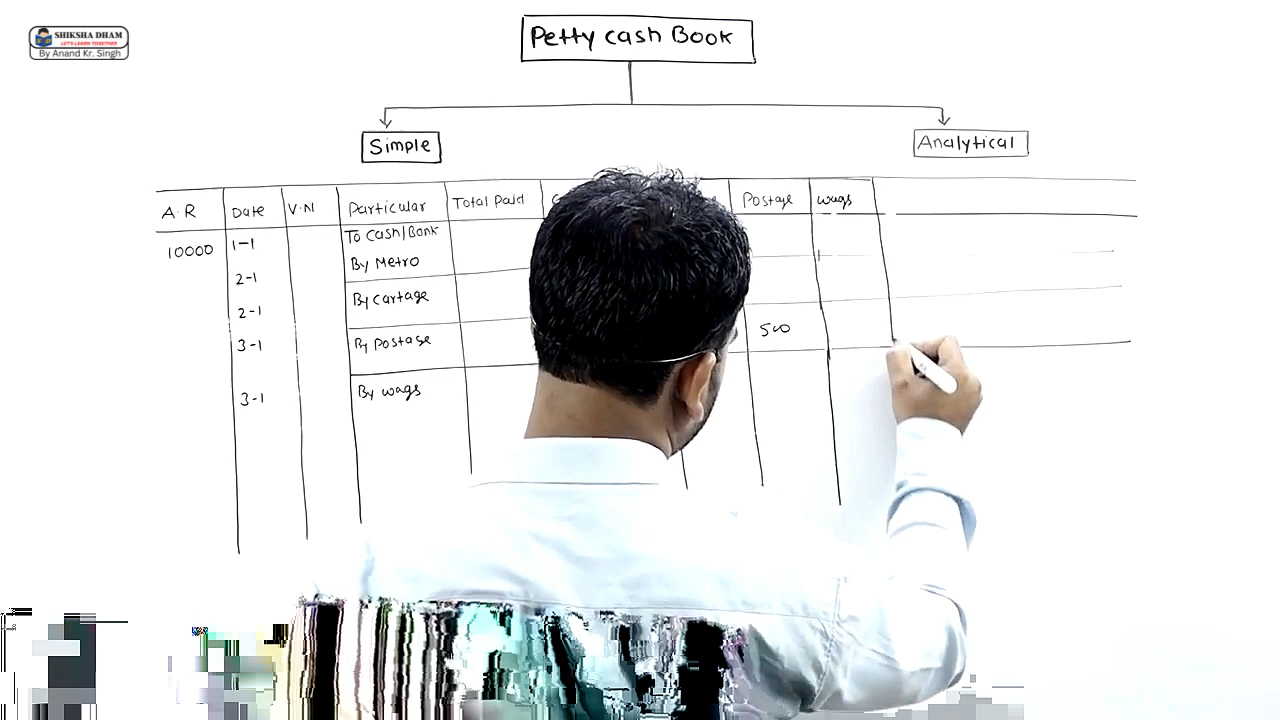 SHIKSHA DHAM
LET'S LEARN TOGETHER
By Anand Kr. Singh
Petty cash Book
Simple
Analytical
A.R Date V.N Particular Total Paid Postage wags
10000 1-1 To Cash/Bank
By Metro
2-1
By cartage
2-1
3-1 By postage 500
3-1 By wags